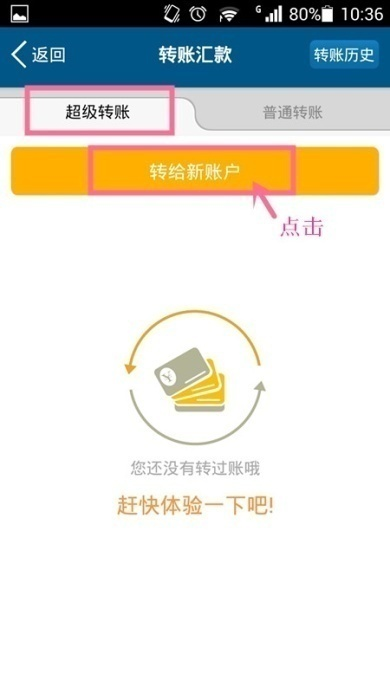 80% 10:36
返回 转账汇款 转账历史
超级转账 普通转账
转给新账户
点击
您还没有转过账哦
赶快体验一下吧!